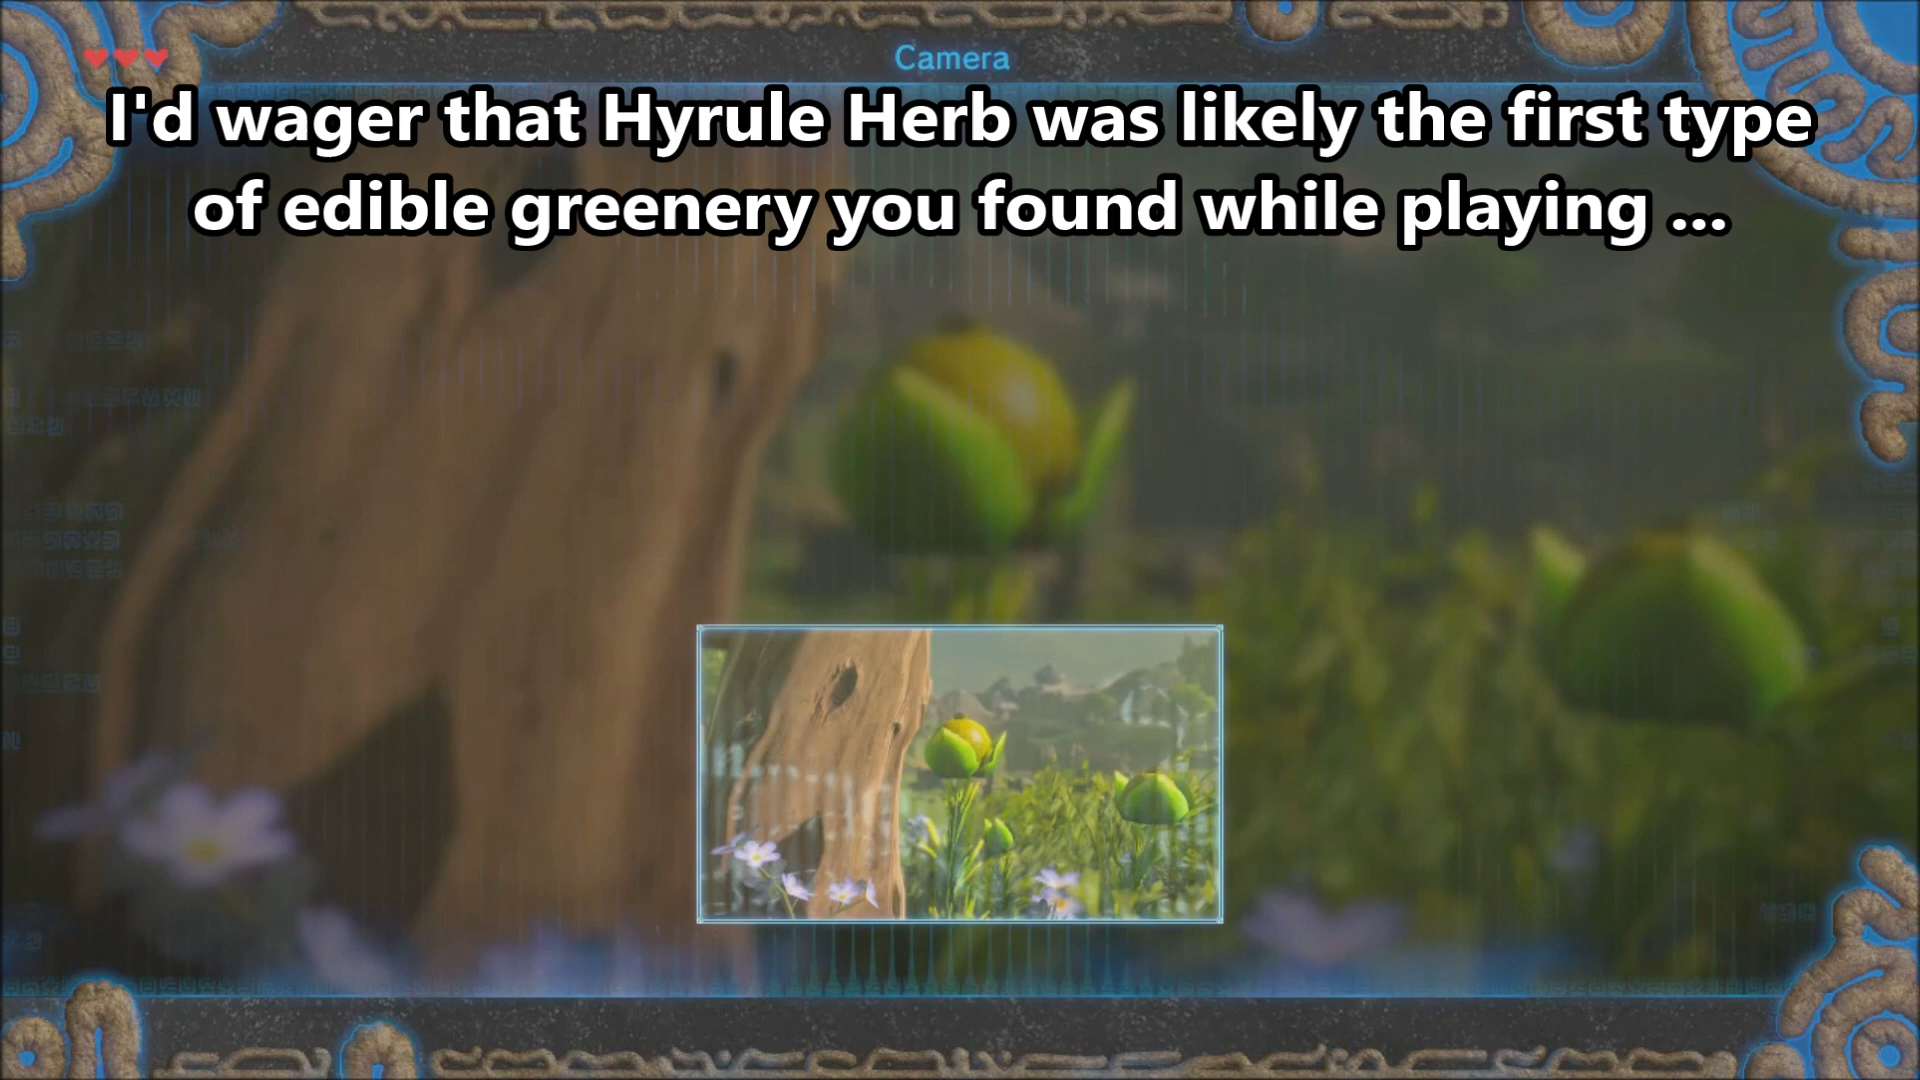 Camera
I'd wager that Hyrule Herb was likely the first type
of edible greenery you found while playing ...